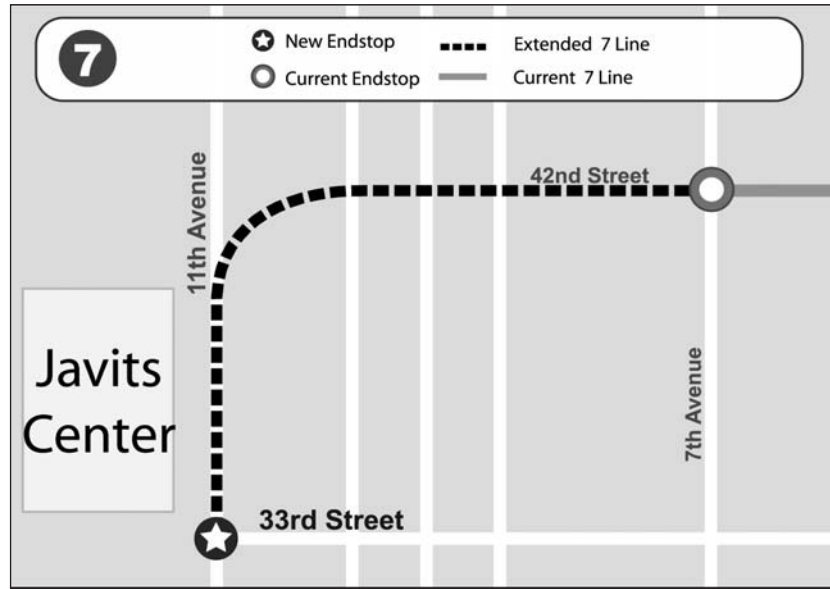 7
New Endstop
Extended 7 Line
Current Endstop
Current 7 Line
42nd Street
11th Avenue
Javits
Center
7th Avenue
33rd Street